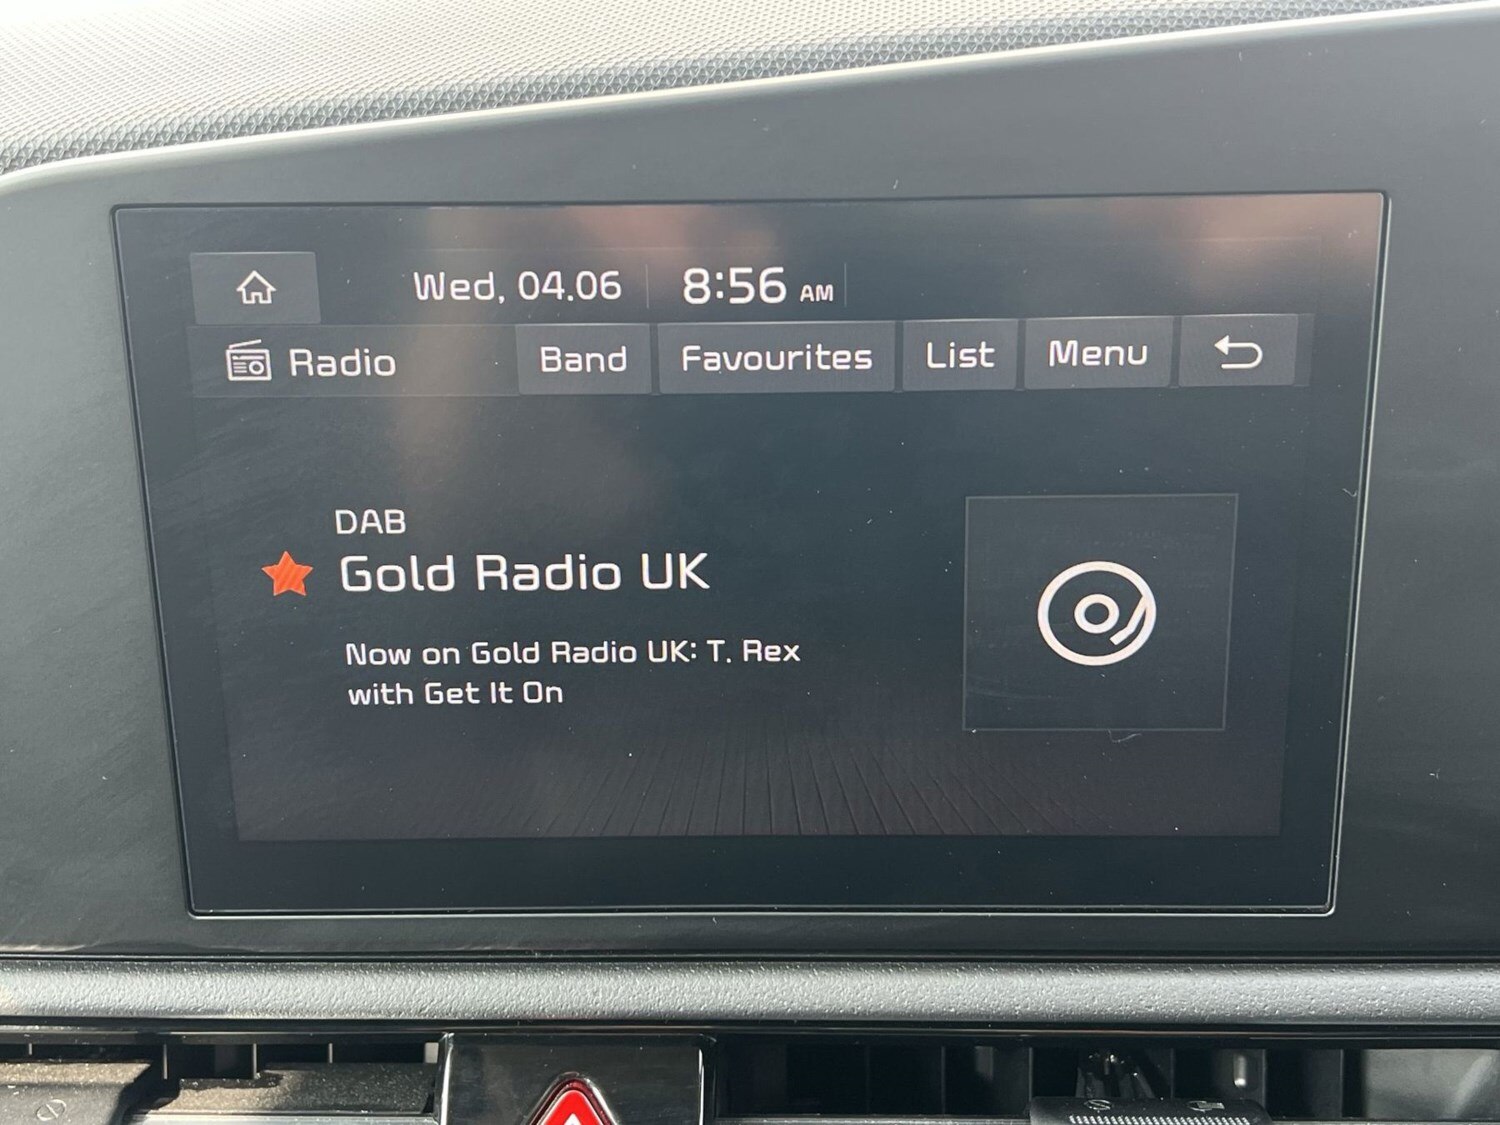 Wed, 04.06 8:56 AM
Radio Band Favourites List Menu
DAB
Gold Radio UK
Now on Gold Radio UK: T. Rex
with Get It On